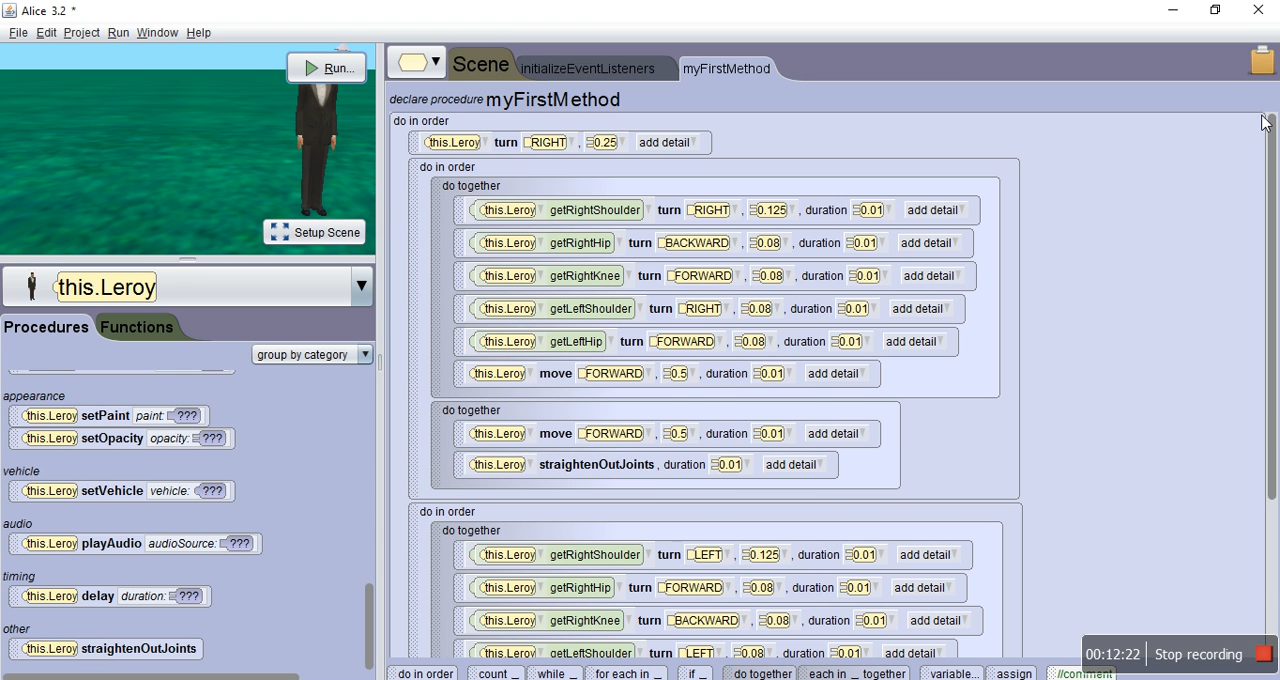 Alice 3.2 *
File Edit Project Run Window Help
Run...
Setup Scene
this.Leroy
Procedures Functions
group by category
appearance
this.Leroy setPaint paint: ???
this.Leroy setOpacity opacity: ???
vehicle
this.Leroy setVehicle vehicle: ???
audio
this.Leroy playAudio audioSource: ???
timing
this.Leroy delay duration: ???
other
this.Leroy straightenOutJoints
Scene initializeEventListeners myFirstMethod
declare procedure myFirstMethod
do in order
this.Leroy turn RIGHT , 0.25 add detail
do in order
do together
this.Leroy getRightShoulder turn RIGHT , 0.125 , duration 0.01 add detail
this.Leroy getRightHip turn BACKWARD , 0.08 , duration 0.01 add detail
this.Leroy getRightKnee turn FORWARD , 0.08 , duration 0.01 add detail
this.Leroy getLeftShoulder turn RIGHT , 0.08 , duration 0.01 add detail
this.Leroy getLeftHip turn FORWARD , 0.08 , duration 0.01 add detail
this.Leroy move FORWARD , 0.5 , duration 0.01 add detail
do together
this.Leroy move FORWARD , 0.5 , duration 0.01 add detail
this.Leroy straightenOutJoints , duration 0.01 add detail
do in order
do together
this.Leroy getRightShoulder turn LEFT , 0.125 , duration 0.01 add detail
this.Leroy getRightHip turn FORWARD , 0.08 , duration 0.01 add detail
this.Leroy getRightKnee turn BACKWARD , 0.08 , duration 0.01 add detail
this.Leroy getLeftShoulder turn LEFT , 0.08 , duration 0.01 add detail
do in order count _ while _ for each in _ if _ do together each in _ together variable... assign //comment
00:12:22 Stop recording